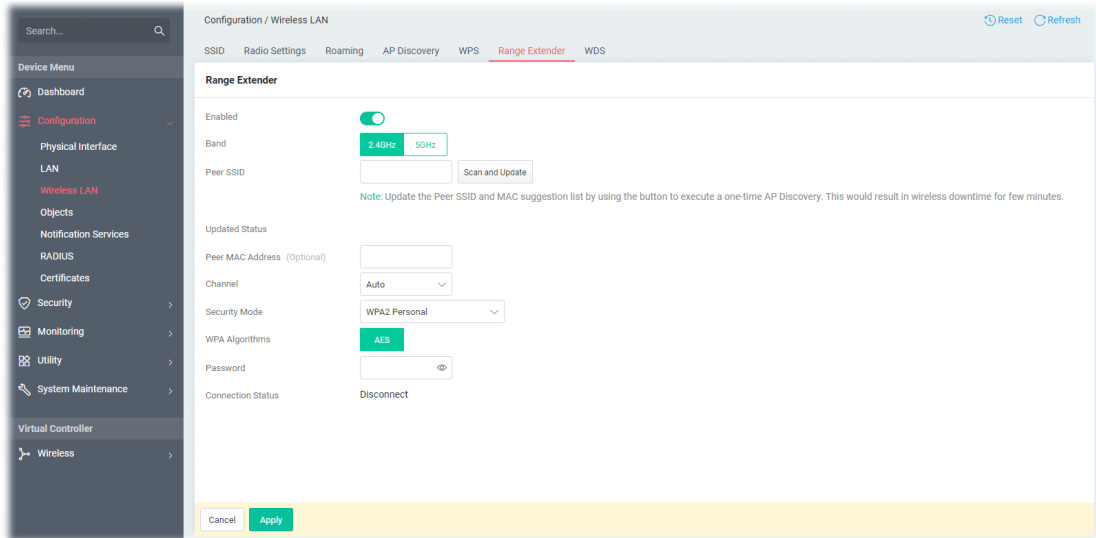 Search...
Device Menu
Dashboard
Configuration
Physical Interface
LAN
Wireless LAN
Objects
Notification Services
RADIUS
Certificates
Security
Monitoring
Utility
System Maintenance
Virtual Controller
Wireless
Configuration / Wireless LAN
Reset Refresh
SSID Radio Settings Roaming AP Discovery WPS Range Extender WDS
Range Extender
Enabled
Band 2.4GHz 5GHz
Peer SSID Scan and Update
Note: Update the Peer SSID and MAC suggestion list by using the button to execute a one-time AP Discovery. This would result in wireless downtime for few minutes.
Updated Status
Peer MAC Address (Optional)
Channel Auto
Security Mode WPA2 Personal
WPA Algorithms AES
Password
Connection Status Disconnect
Cancel Apply